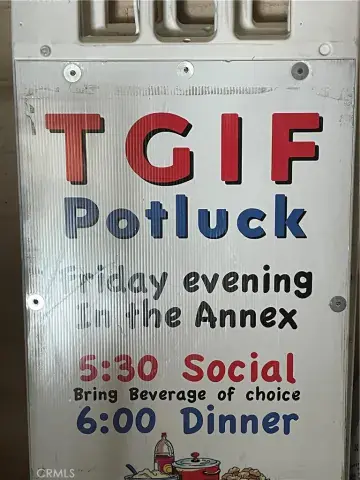 TGIF
Potluck
Friday evening
In the Annex
5:30 Social
Bring Beverage of choice
6:00 Dinner
CRMLS